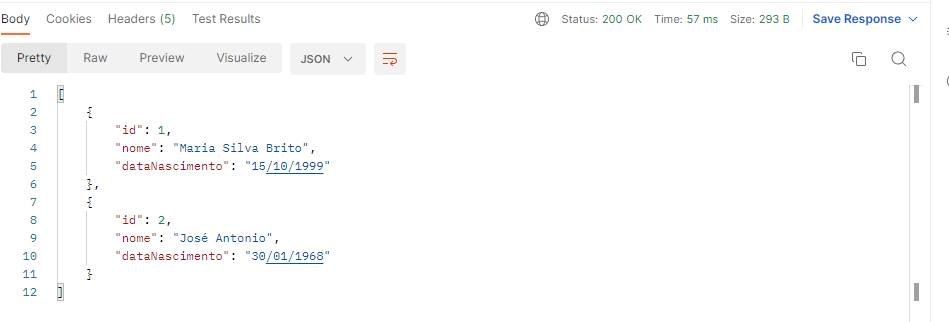 Body Cookies Headers (5) Test Results Status: 200 OK Time: 57 ms Size: 293 B Save Response
Pretty Raw Preview Visualize JSON
1 [
2 {
3 "id": 1,
4 "nome": "Maria Silva Brito",
5 "dataNascimento": "15/10/1999"
6 },
7 {
8 "id": 2,
9 "nome": "José Antonio",
10 "dataNascimento": "30/01/1968"
11 }
12 ]